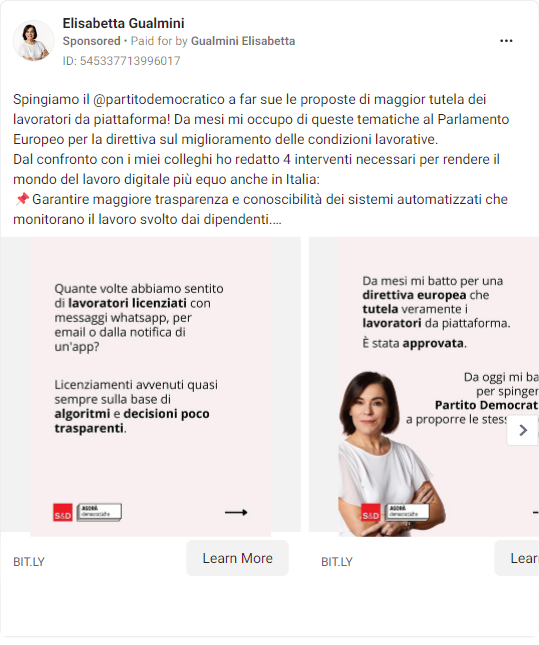 Elisabetta Gualmini
Sponsored • Paid for by Gualmini Elisabetta
ID: 545337713996017
Spingiamo il @partitodemocratico a far sue le proposte di maggior tutela dei
lavoratori da piattaforma! Da mesi mi occupo di queste tematiche al Parlamento
Europeo per la direttiva sul miglioramento delle condizioni lavorative.
Dal confronto con i miei colleghi ho redatto 4 interventi necessari per rendere il
mondo del lavoro digitale più equo anche in Italia:
📌 Garantire maggiore trasparenza e conoscibilità dei sistemi automatizzati che
monitorano il lavoro svolto dai dipendenti....
Quante volte abbiamo sentito
di lavoratori licenziati con
messaggi whatsapp, per
email o dalla notifica di
un'app?
Licenziamenti avvenuti quasi
sempre sulla base di
algoritmi e decisioni poco
trasparenti.
S&D
AGORÀ
democratiche
BIT.LY
Learn More
Da mesi mi batto per una
direttiva europea che
tutela veramente i
lavoratori da piattaforma.
È stata approvata.
Da oggi mi ba
per spinger
Partito Democrat
a proporre le stess
S&D
AGORÀ
democratiche
BIT.LY
Lear